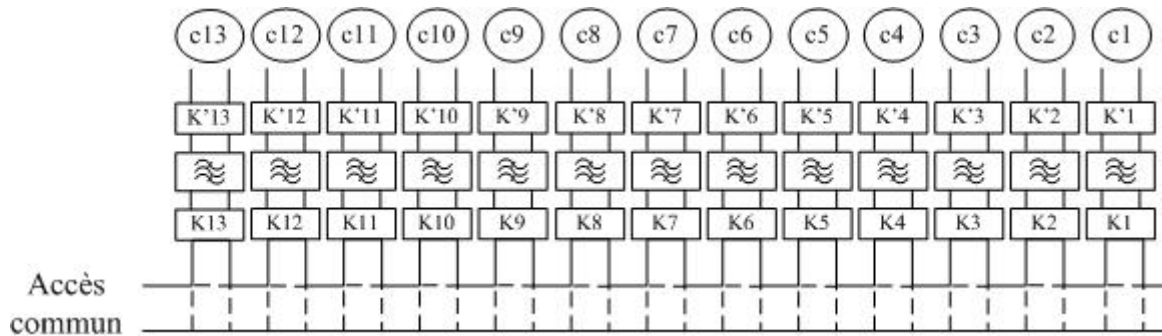 c13 c12 c11 c10 c9 c8 c7 c6 c5 c4 c3 c2 c1
K'13 K'12 K'11 K'10 K'9 K'8 K'7 K'6 K'5 K'4 K'3 K'2 K'1
K13 K12 K11 K10 K9 K8 K7 K6 K5 K4 K3 K2 K1
Accès
commun